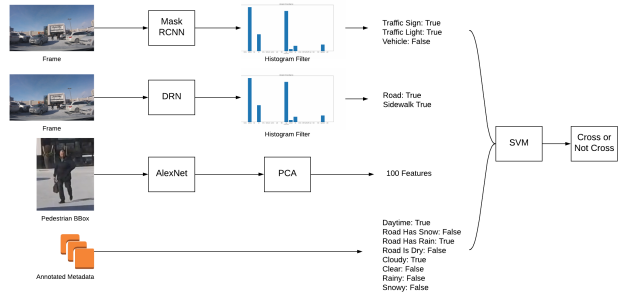 Frame
Mask
RCNN
Histogram Filter
Traffic Sign: True
Traffic Light: True
Vehicle: False
Frame
DRN
Histogram Filter
Road: True
Sidewalk True
Pedestrian BBox
AlexNet
PCA
100 Features
Annotated Metadata
Daytime: True
Road Has Snow: False
Road Has Rain: True
Road Is Dry: False
Cloudy: True
Clear: False
Rainy: False
Snowy: False
SVM
Cross or
Not Cross